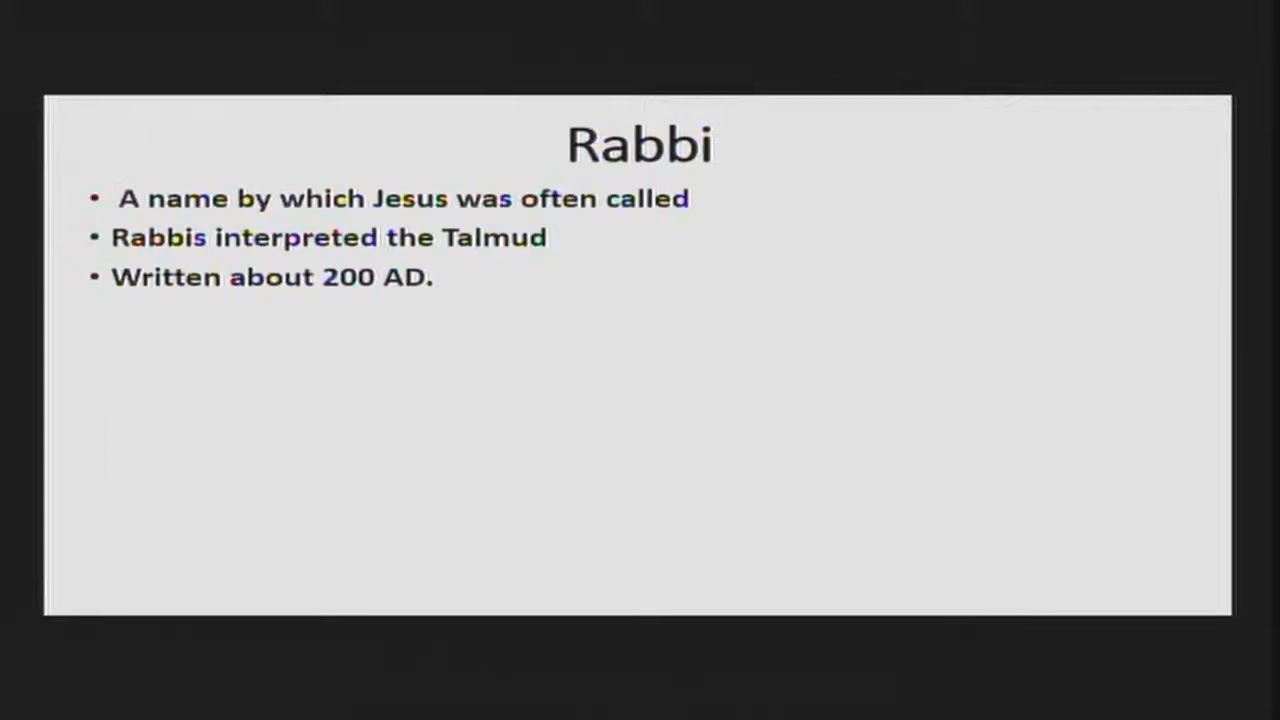 Rabbi
• A name by which Jesus was often called
• Rabbis interpreted the Talmud
• Written about 200 AD.